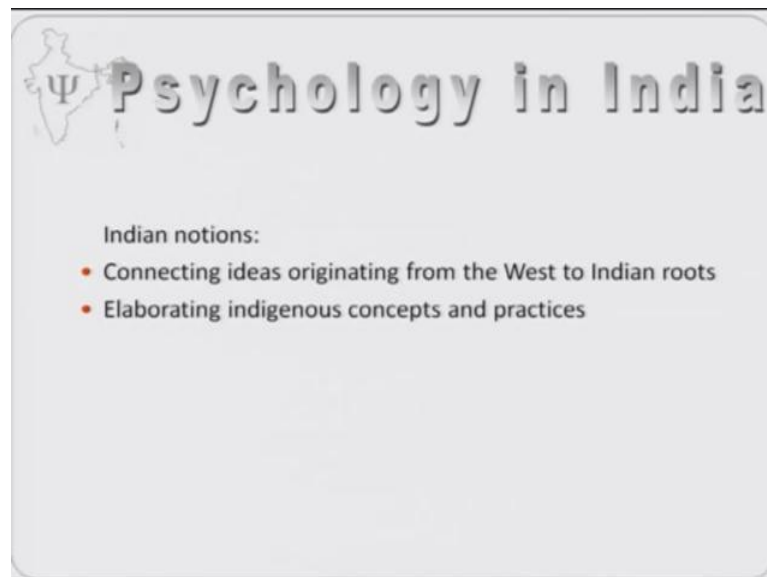 Ψ Psychology in India
Indian notions:
• Connecting ideas originating from the West to Indian roots
• Elaborating indigenous concepts and practices